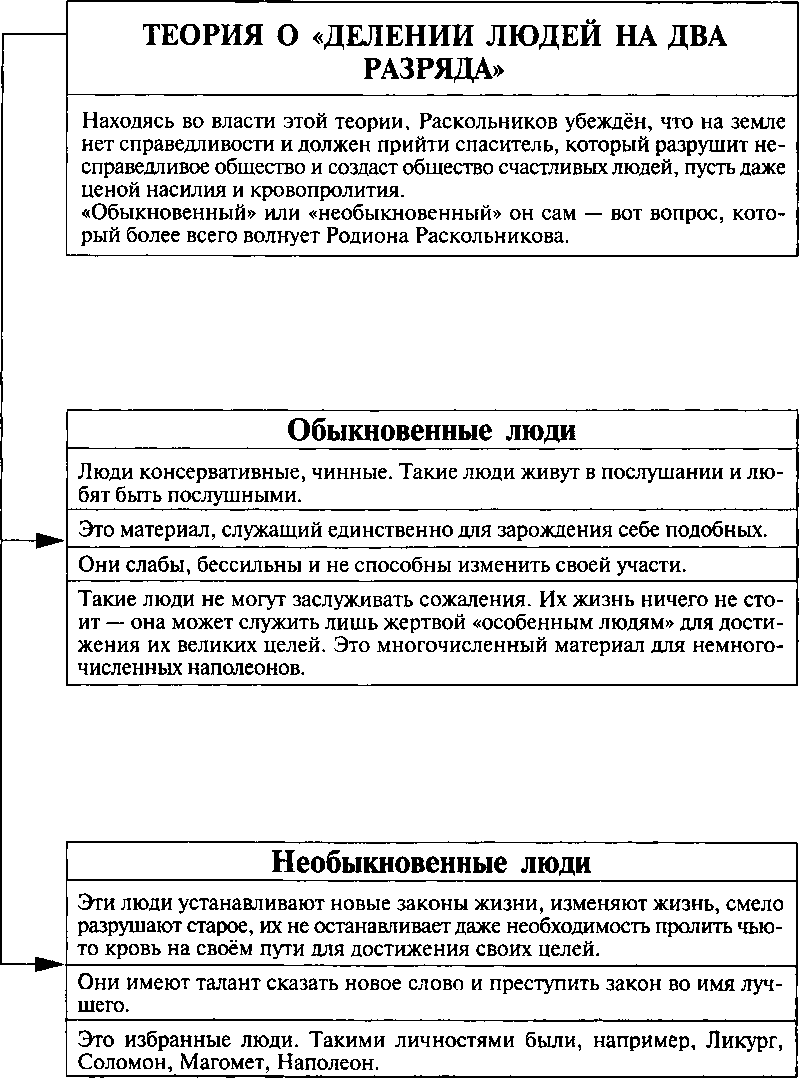 ТЕОРИЯ О «ДЕЛЕНИИ ЛЮДЕЙ НА ДВА
РАЗРЯДА»
Находясь во власти этой теории, Раскольников убеждён, что на земле
нет справедливости и должен прийти спаситель, который разрушит не-
справедливое общество и создаст общество счастливых людей, пусть даже
ценой насилия и кровопролития.
«Обыкновенный» или «необыкновенный» он сам — вот вопрос, кото-
рый более всего волнует Родиона Раскольникова.
Обыкновенные люди
Люди консервативные, чинные. Такие люди живут в послушании и лю-
бят быть послушными.
Это материал, служащий единственно для зарождения себе подобных.
Они слабы, бессильны и не способны изменить своей участи.
Такие люди не могут заслуживать сожаления. Их жизнь ничего не сто-
ит — она может служить лишь жертвой «особенным людям» для дости-
жения их великих целей. Это многочисленный материал для немного-
численных наполеонов.
Необыкновенные люди
Эти люди устанавливают новые законы жизни, изменяют жизнь, смело
разрушают старое, их не останавливает даже необходимость пролить чью-
то кровь на своём пути для достижения своих целей.
Они имеют талант сказать новое слово и преступить закон во имя луч-
шего.
Это избранные люди. Такими личностями были, например, Ликург,
Соломон, Магомет, Наполеон.